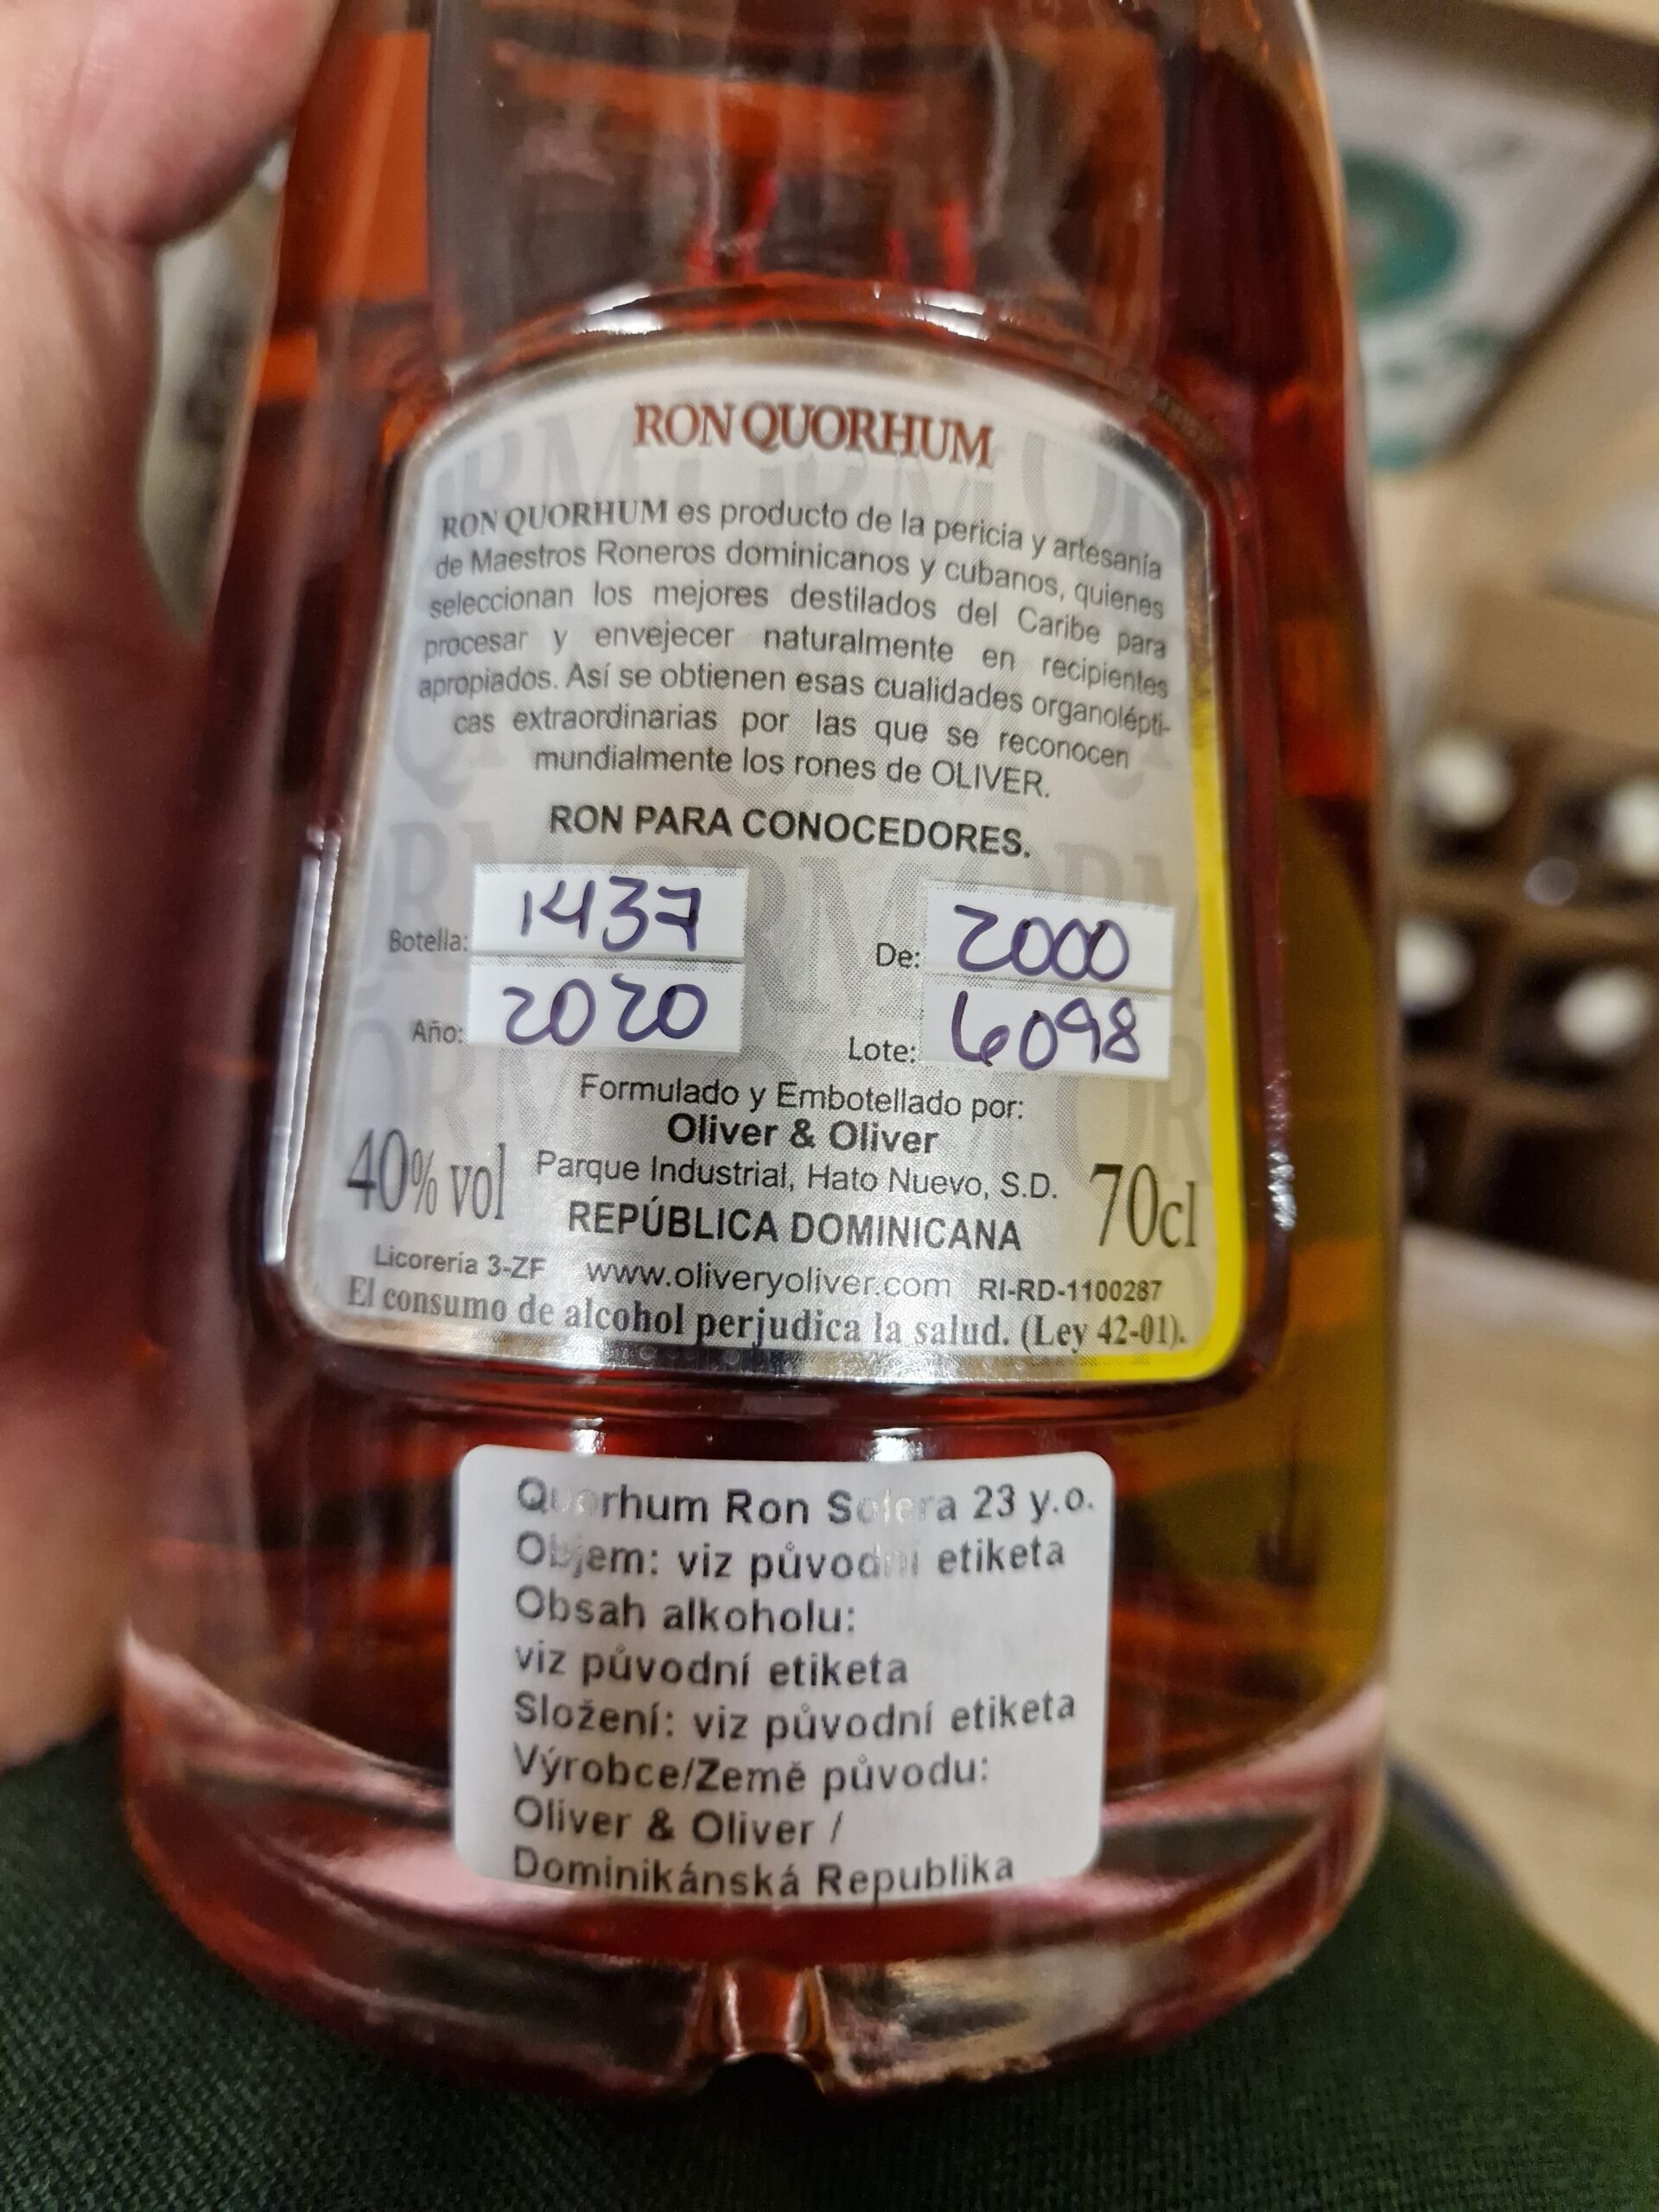 RON QUORHUM
RON QUORHUM es producto de la pericia y artesanía
de Maestros Roneros dominicanos y cubanos, quienes
seleccionan los mejores destilados del Caribe para
procesar y envejecer naturalmente en recipientes
apropiados. Así se obtienen esas cualidades organolépti-
cas extraordinarias por las que se reconocen
mundialmente los rones de OLIVER.
RON PARA CONOCEDORES.
Botella: 1437 De: 2000
Año: 2020 Lote: 6098
Formulado y Embotellado por:
Oliver & Oliver
40% vol Parque Industrial, Hato Nuevo, S.D. 70cl
REPÚBLICA DOMINICANA
Licorería 3-ZF www.oliveryoliver.com RI-RD-1100287
El consumo de alcohol perjudica la salud. (Ley 42-01).
Quorhum Ron Solera 23 y.o.
Objem: viz původní etiketa
Obsah alkoholu:
viz původní etiketa
Složení: viz původní etiketa
Výrobce/Země původu:
Oliver & Oliver /
Dominikánská Republika